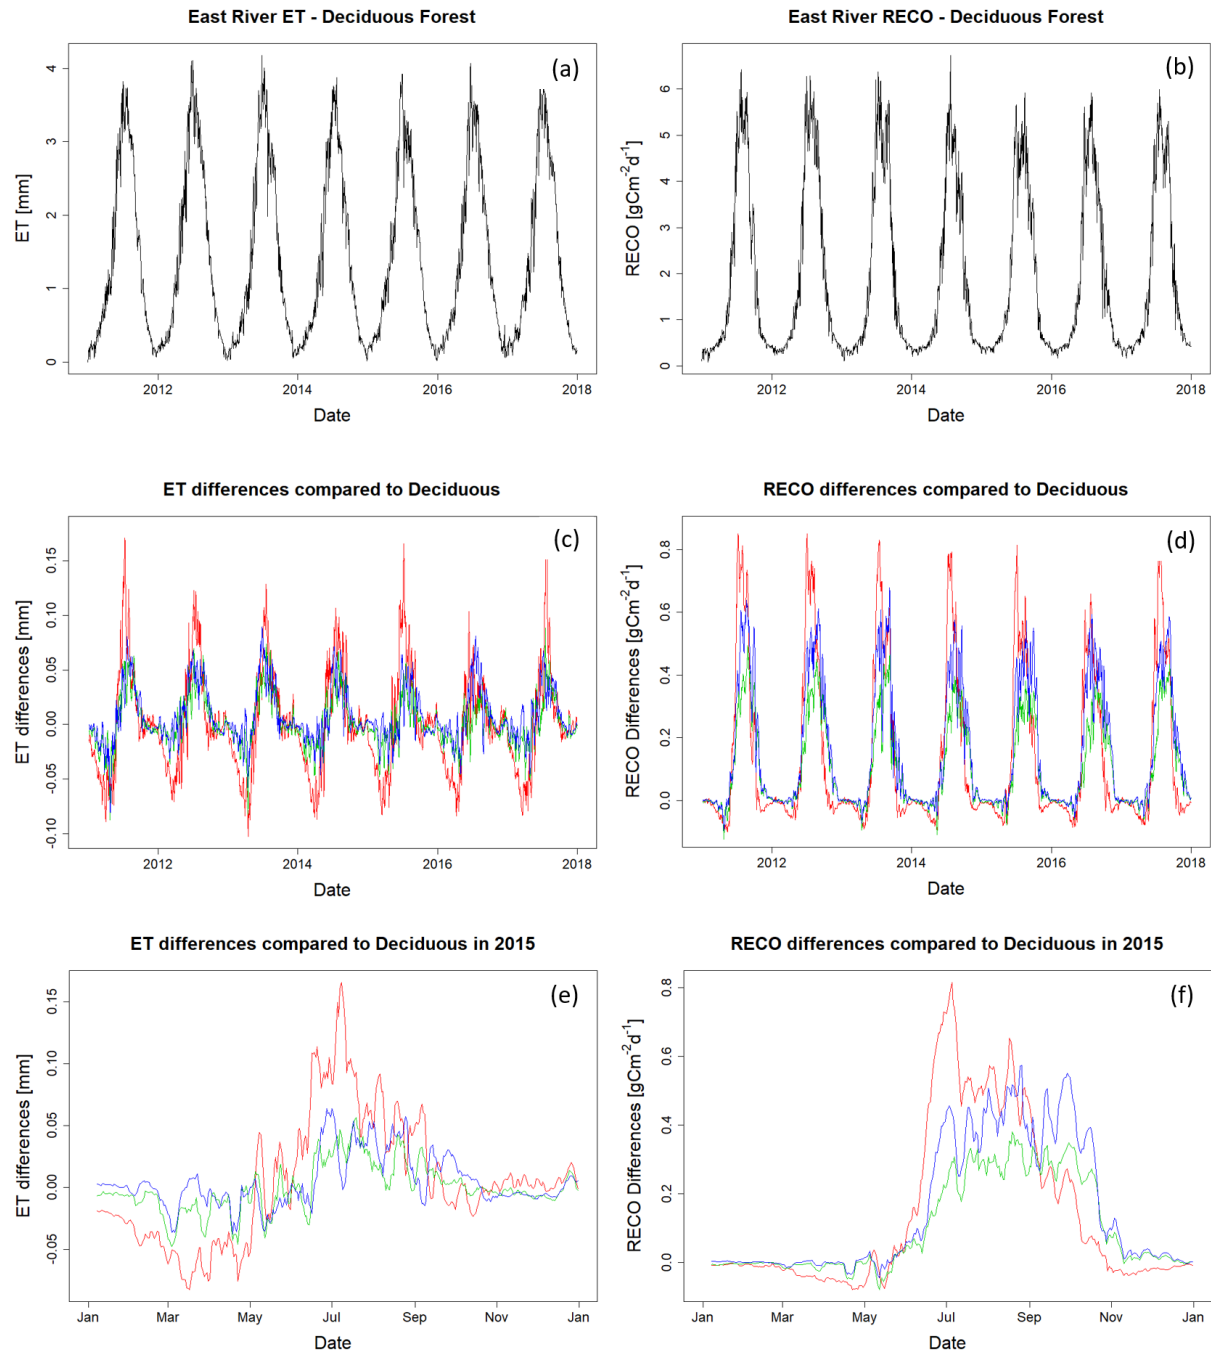 East River ET - Deciduous Forest
East River RECO - Deciduous Forest
(a)
ET [mm]
4
3
2
1
0
2012 2014 2016 2018
Date
(b)
RECO [gCm⁻²d⁻¹]
6
5
4
3
2
1
0
2012 2014 2016 2018
Date
ET differences compared to Deciduous
RECO differences compared to Deciduous
(c)
ET differences [mm]
0.15
0.10
0.05
0.00
-0.05
-0.10
2012 2014 2016 2018
Date
(d)
RECO Differences [gCm⁻²d⁻¹]
0.8
0.6
0.4
0.2
0.0
2012 2014 2016 2018
Date
ET differences compared to Deciduous in 2015
RECO differences compared to Deciduous in 2015
(e)
ET differences [mm]
0.15
0.10
0.05
0.00
-0.05
Jan Mar May Jul Sep Nov Jan
Date
(f)
RECO Differences [gCm⁻²d⁻¹]
0.8
0.6
0.4
0.2
0.0
Jan Mar May Jul Sep Nov Jan
Date